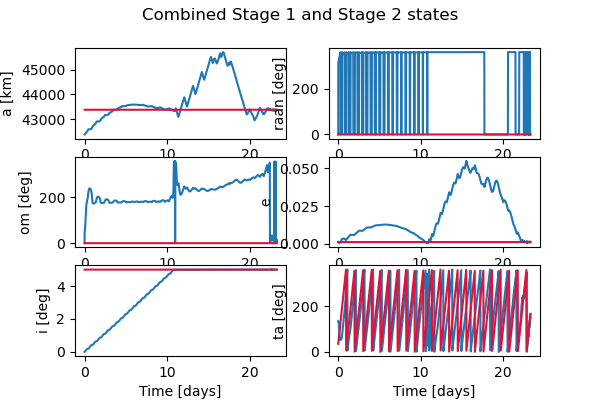 Combined Stage 1 and Stage 2 states
a [km]
45000
44000
43000
0 10 20
raan [deg]
200
0
0 10 20
om [deg]
200
0
0 10 20
e
0.050
0.025
0.000
0 10 20
i [deg]
4
2
0
0 10 20
Time [days]
ta [deg]
200
0
0 10 20
Time [days]